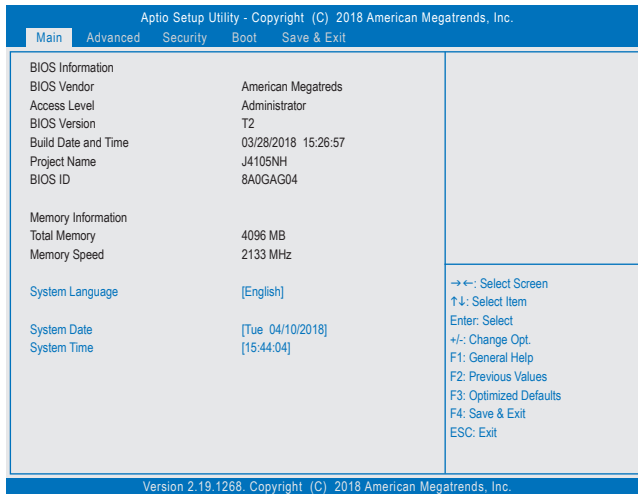 Aptio Setup Utility - Copyright (C) 2018 American Megatrends, Inc.
Main Advanced Security Boot Save & Exit
BIOS Information
BIOS Vendor American Megatreds
Access Level Administrator
BIOS Version T2
Build Date and Time 03/28/2018 15:26:57
Project Name J4105NH
BIOS ID 8A0GAG04
Memory Information
Total Memory 4096 MB
Memory Speed 2133 MHz
System Language [English]
System Date [Tue 04/10/2018]
System Time [15:44:04]
→←: Select Screen
↑↓: Select Item
Enter: Select
+/-: Change Opt.
F1: General Help
F2: Previous Values
F3: Optimized Defaults
F4: Save & Exit
ESC: Exit
Version 2.19.1268. Copyright (C) 2018 American Megatrends, Inc.